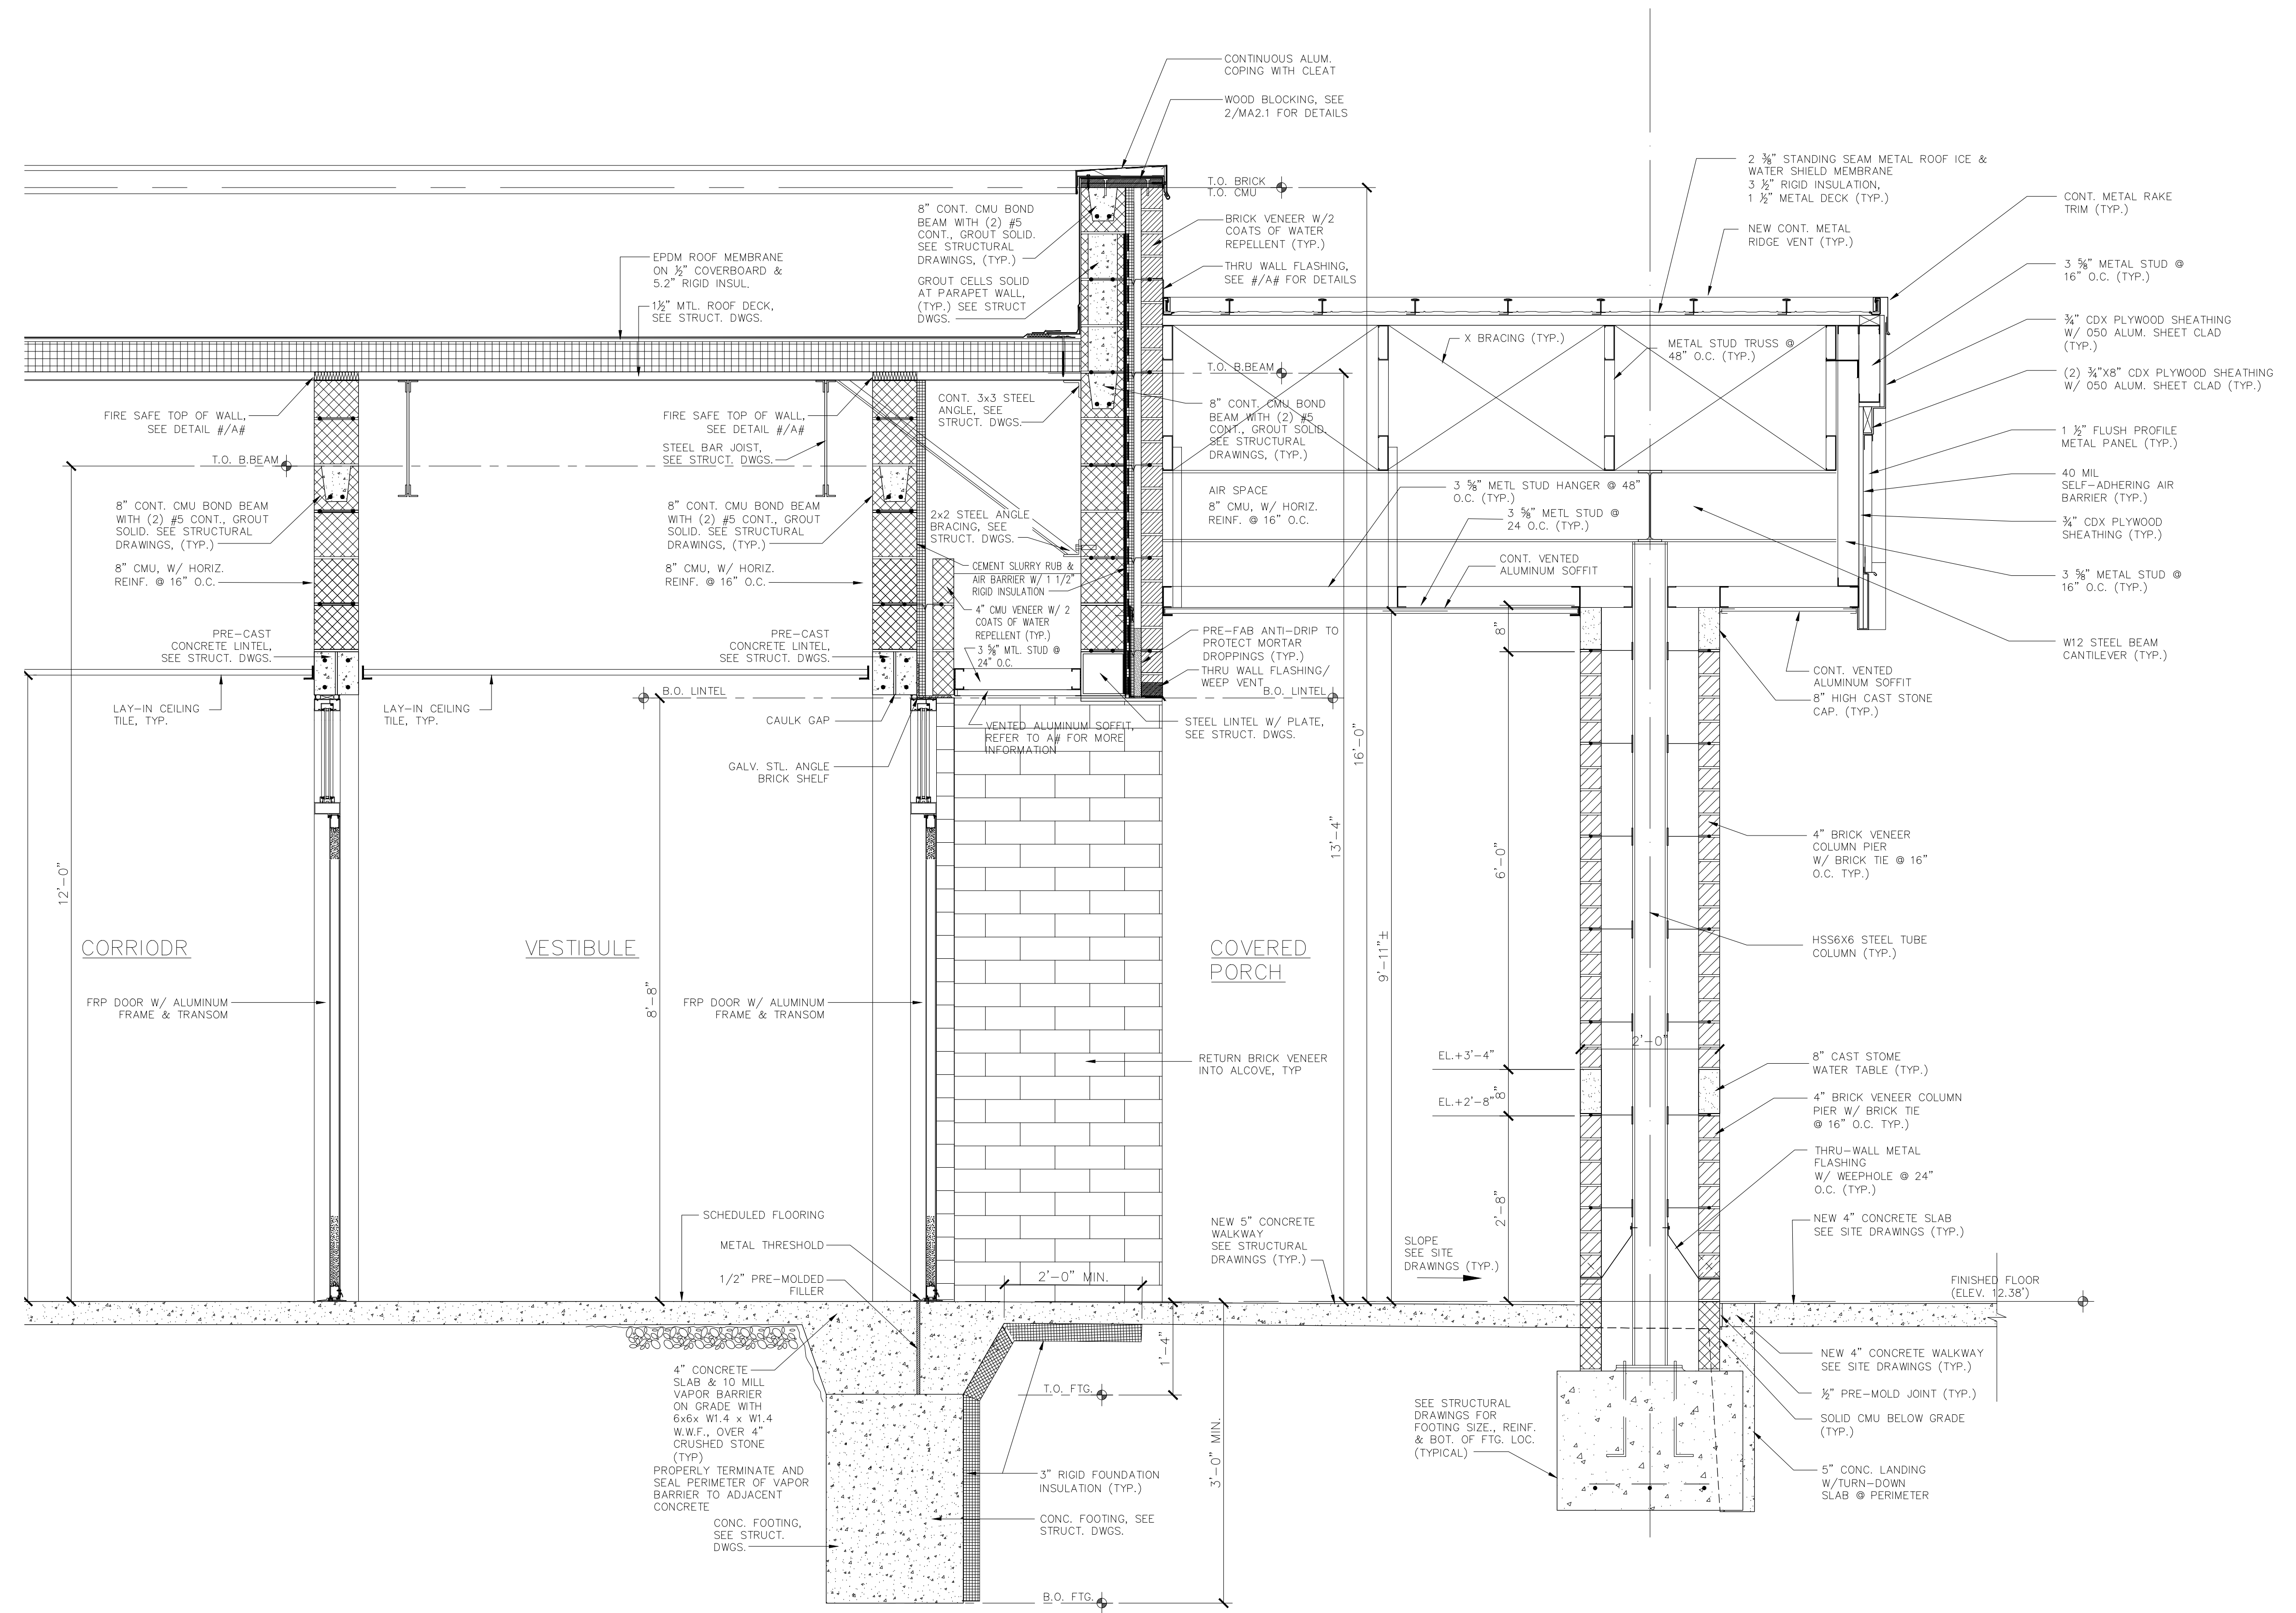 CONTINUOUS ALUM.
COPING WITH CLEAT
WOOD BLOCKING, SEE
2/MA2.1 FOR DETAILS
T.O. BRICK
T.O. CMU
8" CONT. CMU BOND
BEAM WITH (2) #5
CONT., GROUT SOLID.
SEE STRUCTURAL
DRAWINGS, (TYP.)
GROUT CELLS SOLID
AT PARAPET WALL,
(TYP.) SEE STRUCT
DWGS.
BRICK VENEER W/2
COATS OF WATER
REPELLENT (TYP.)
THRU WALL FLASHING,
SEE #/A# FOR DETAILS
2 ⅜" STANDING SEAM METAL ROOF ICE &
WATER SHIELD MEMBRANE
3 ½" RIGID INSULATION,
1 ½" METAL DECK (TYP.)
NEW CONT. METAL
RIDGE VENT (TYP.)
CONT. METAL RAKE
TRIM (TYP.)
3 ⅝" METAL STUD @
16" O.C. (TYP.)
¾" CDX PLYWOOD SHEATHING
W/ 050 ALUM. SHEET CLAD
(TYP.)
(2) ¾"X8" CDX PLYWOOD SHEATHING
W/ 050 ALUM. SHEET CLAD (TYP.)
1 ½" FLUSH PROFILE
METAL PANEL (TYP.)
40 MIL
SELF-ADHERING AIR
BARRIER (TYP.)
¾" CDX PLYWOOD
SHEATHING (TYP.)
3 ⅝" METAL STUD @
16" O.C. (TYP.)
W12 STEEL BEAM
CANTILEVER (TYP.)
EPDM ROOF MEMBRANE
ON ½" COVERBOARD &
5.2" RIGID INSUL.
1½" MTL. ROOF DECK,
SEE STRUCT. DWGS.
X BRACING (TYP.)
METAL STUD TRUSS @
48" O.C. (TYP.)
T.O. B.BEAM
FIRE SAFE TOP OF WALL,
SEE DETAIL #/A#
T.O. B.BEAM
8" CONT. CMU BOND BEAM
WITH (2) #5 CONT., GROUT
SOLID. SEE STRUCTURAL
DRAWINGS, (TYP.)
8" CMU, W/ HORIZ.
REINF. @ 16" O.C.
PRE-CAST
CONCRETE LINTEL,
SEE STRUCT. DWGS.
LAY-IN CEILING
TILE, TYP.
LAY-IN CEILING
TILE, TYP.
FIRE SAFE TOP OF WALL,
SEE DETAIL #/A#
STEEL BAR JOIST,
SEE STRUCT. DWGS.
8" CONT. CMU BOND BEAM
WITH (2) #5 CONT., GROUT
SOLID. SEE STRUCTURAL
DRAWINGS, (TYP.)
8" CMU, W/ HORIZ.
REINF. @ 16" O.C.
PRE-CAST
CONCRETE LINTEL,
SEE STRUCT. DWGS.
B.O. LINTEL
CAULK GAP
GALV. STL. ANGLE
BRICK SHELF
CONT. 3x3 STEEL
ANGLE, SEE
STRUCT. DWGS.
2x2 STEEL ANGLE
BRACING, SEE
STRUCT. DWGS.
CEMENT SLURRY RUB &
AIR BARRIER W/ 1 1/2"
RIGID INSULATION
4" CMU VENEER W/ 2
COATS OF WATER
REPELLENT (TYP.)
3 ⅝" MTL. STUD @
24" O.C.
VENTED ALUMINUM SOFFIT,
REFER TO A# FOR MORE
INFORMATION
8" CONT. CMU BOND
BEAM WITH (2) #5
CONT., GROUT SOLID.
SEE STRUCTURAL
DRAWINGS, (TYP.)
AIR SPACE
8" CMU, W/ HORIZ.
REINF. @ 16" O.C.
3 ⅝" METL STUD HANGER @ 48"
O.C. (TYP.)
3 ⅝" METL STUD @
24 O.C. (TYP.)
CONT. VENTED
ALUMINUM SOFFIT
PRE-FAB ANTI-DRIP TO
PROTECT MORTAR
DROPPINGS (TYP.)
THRU WALL FLASHING/
WEEP VENT
B.O. LINTEL
STEEL LINTEL W/ PLATE,
SEE STRUCT. DWGS.
CONT. VENTED
ALUMINUM SOFFIT
8" HIGH CAST STONE
CAP. (TYP.)
4" BRICK VENEER
COLUMN PIER
W/ BRICK TIE @ 16"
O.C. TYP.)
HSS6X6 STEEL TUBE
COLUMN (TYP.)
8" CAST STOME
WATER TABLE (TYP.)
4" BRICK VENEER COLUMN
PIER W/ BRICK TIE
@ 16" O.C. TYP.)
THRU-WALL METAL
FLASHING
W/ WEEPHOLE @ 24"
O.C. (TYP.)
NEW 4" CONCRETE SLAB
SEE SITE DRAWINGS (TYP.)
FINISHED FLOOR
(ELEV. 12.38')
12'-0"
8'-8"
16'-0"
13'-4"
9'-11"±
8"
6'-0"
8"
2'-8"
2'-0"
EL.+3'-4"
EL.+2'-8"
CORRIODR
VESTIBULE
COVERED
PORCH
FRP DOOR W/ ALUMINUM
FRAME & TRANSOM
FRP DOOR W/ ALUMINUM
FRAME & TRANSOM
RETURN BRICK VENEER
INTO ALCOVE, TYP
SCHEDULED FLOORING
METAL THRESHOLD
1/2" PRE-MOLDED
FILLER
2'-0" MIN.
NEW 5" CONCRETE
WALKWAY
SEE STRUCTURAL
DRAWINGS (TYP.)
SLOPE
SEE SITE
DRAWINGS (TYP.)
4" CONCRETE
SLAB & 10 MILL
VAPOR BARRIER
ON GRADE WITH
6x6x W1.4 x W1.4
W.W.F., OVER 4"
CRUSHED STONE
(TYP)
PROPERLY TERMINATE AND
SEAL PERIMETER OF VAPOR
BARRIER TO ADJACENT
CONCRETE
CONC. FOOTING,
SEE STRUCT.
DWGS.
1'-4"
T.O. FTG.
3'-0" MIN.
3" RIGID FOUNDATION
INSULATION (TYP.)
CONC. FOOTING, SEE
STRUCT. DWGS.
B.O. FTG.
SEE STRUCTURAL
DRAWINGS FOR
FOOTING SIZE., REINF.
& BOT. OF FTG. LOC.
(TYPICAL)
NEW 4" CONCRETE WALKWAY
SEE SITE DRAWINGS (TYP.)
½" PRE-MOLD JOINT (TYP.)
SOLID CMU BELOW GRADE
(TYP.)
5" CONC. LANDING
W/TURN-DOWN
SLAB @ PERIMETER